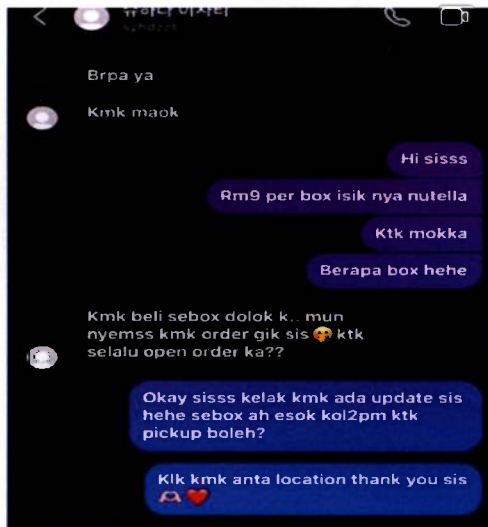 Brpa ya
Kmk maok
Hi sisss
Rm9 per box isik nya nutella
Ktk mokka
Berapa box hehe
Kmk beli sebox dolok k.. mun
nyemss kmk order gik sis 🤭 ktk
selalu open order ka??
Okay sisss kelak kmk ada update sis
hehe sebox ah esok kol2pm ktk
pickup boleh?
Klk kmk anta location thank you sis
🫶🏻❤️